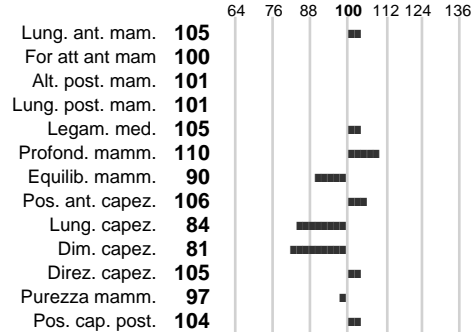 64 76 88 100 112 124 136
Lung. ant. mam. 105
For att ant mam 100
Alt. post. mam. 101
Lung. post. mam. 101
Legam. med. 105
Profond. mamm. 110
Equilib. mamm. 90
Pos. ant. capez. 106
Lung. capez. 84
Dim. capez. 81
Direz. capez. 105
Purezza mamm. 97
Pos. cap. post. 104